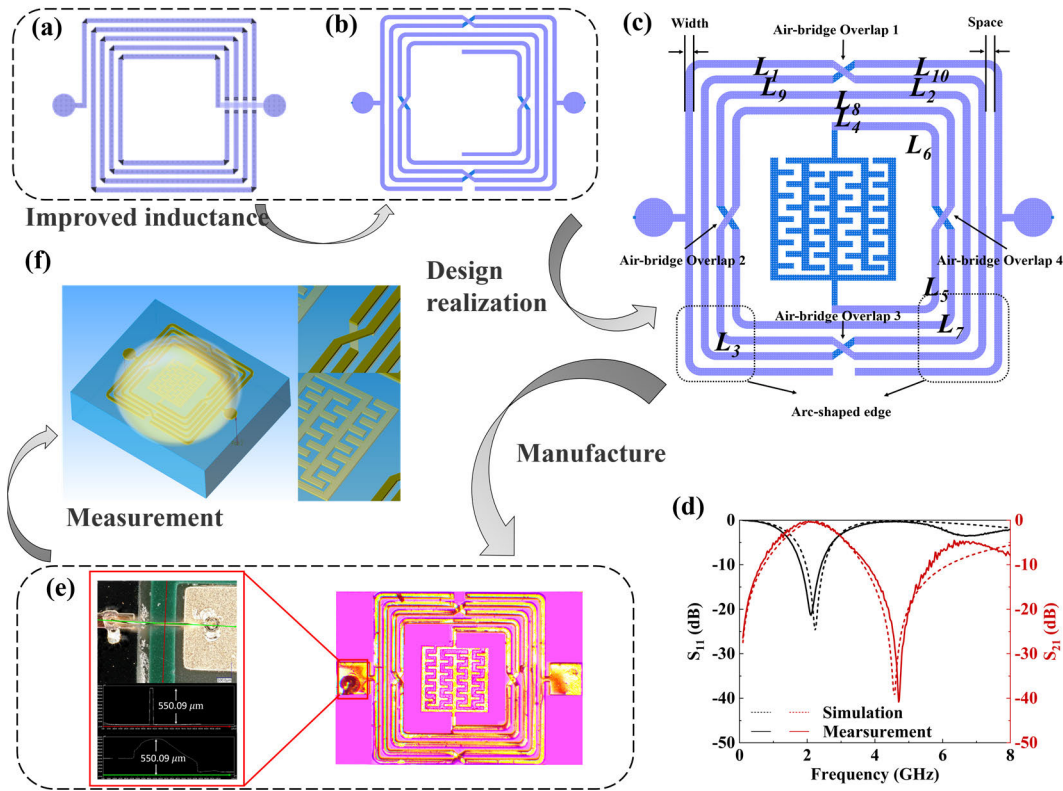 (a)
(b)
Improved inductance
(c)
Width
Air-bridge Overlap 1
Space
L1
L10
L9
L2
L8
L4
L6
Air-bridge Overlap 2
Air-bridge Overlap 4
L5
Air-bridge Overlap 3
L3
L7
Arc-shaped edge
Design
realization
(f)
Manufacture
Measurement
(d)
0
-10
-20
-30
-40
-50
S11 (dB)
0
-10
-20
-30
-40
-50
S21 (dB)
Simulation
Mearsurement
0
2
4
6
8
Frequency (GHz)
(e)
550.09 μm
550.09 μm